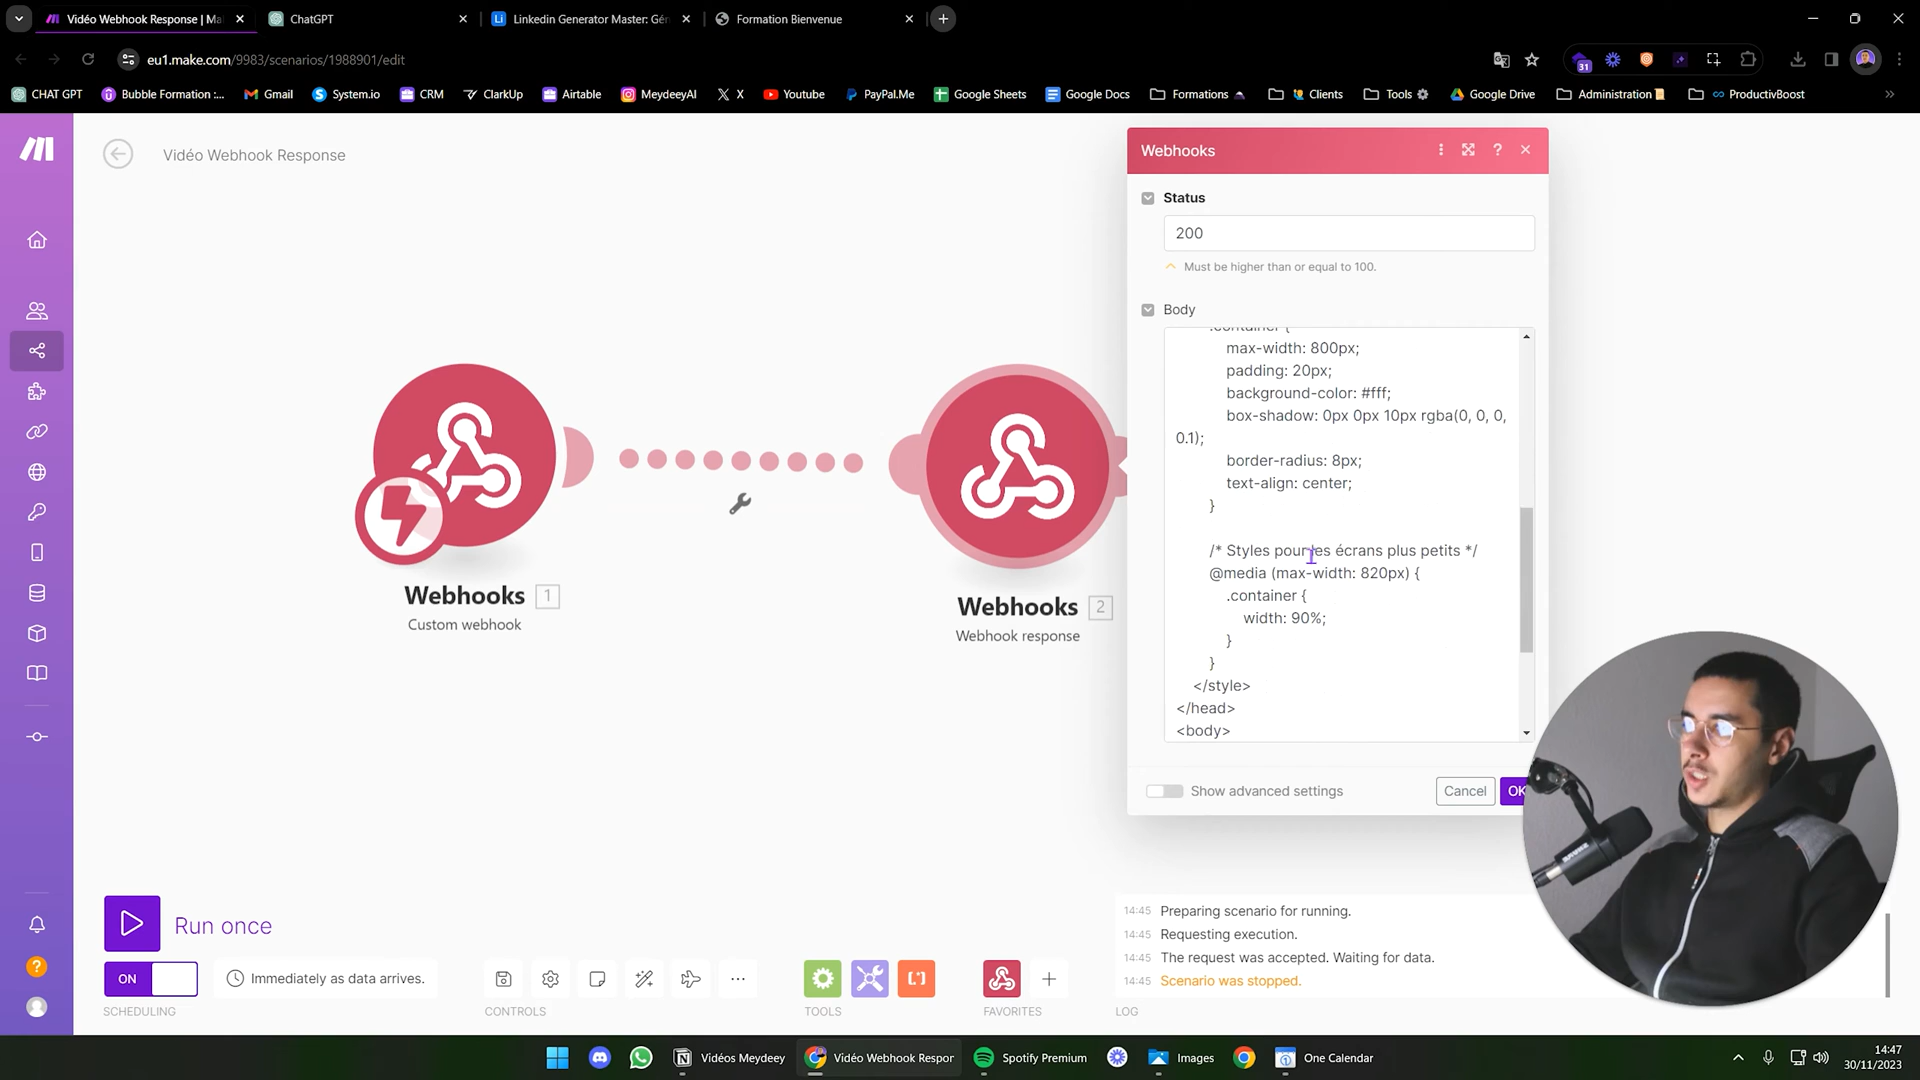 Vidéo Webhook Response | Ma
ChatGPT
Linkedin Generator Master: Gén
Formation Bienvenue
eu1.make.com/9983/scenarios/1988901/edit
31
CHAT GPT
Bubble Formation :...
Gmail
System.io
CRM
ClarkUp
Airtable
MeydeeyAI
X
Youtube
PayPal.Me
Google Sheets
Google Docs
Formations
Clients
Tools
Google Drive
Administration
ProductivBoost
Vidéo Webhook Response
Webhooks
Status
200
Must be higher than or equal to 100.
Body
.container {
max-width: 800px;
padding: 20px;
background-color: #fff;
box-shadow: 0px 0px 10px rgba(0, 0, 0,
0.1);
border-radius: 8px;
text-align: center;
}
/* Styles pour les écrans plus petits */
@media (max-width: 820px) {
.container {
width: 90%;
}
}
</style>
</head>
<body>
Show advanced settings
Cancel
OK
Webhooks 1
Custom webhook
Webhooks 2
Webhook response
Run once
ON
Immediately as data arrives.
SCHEDULING
CONTROLS
TOOLS
FAVORITES
LOG
14:45 Preparing scenario for running.
14:45 Requesting execution.
14:45 The request was accepted. Waiting for data.
14:45 Scenario was stopped.
Vidéos Meydeey
Vidéo Webhook Respor
Spotify Premium
Images
One Calendar
14:47
30/11/2023